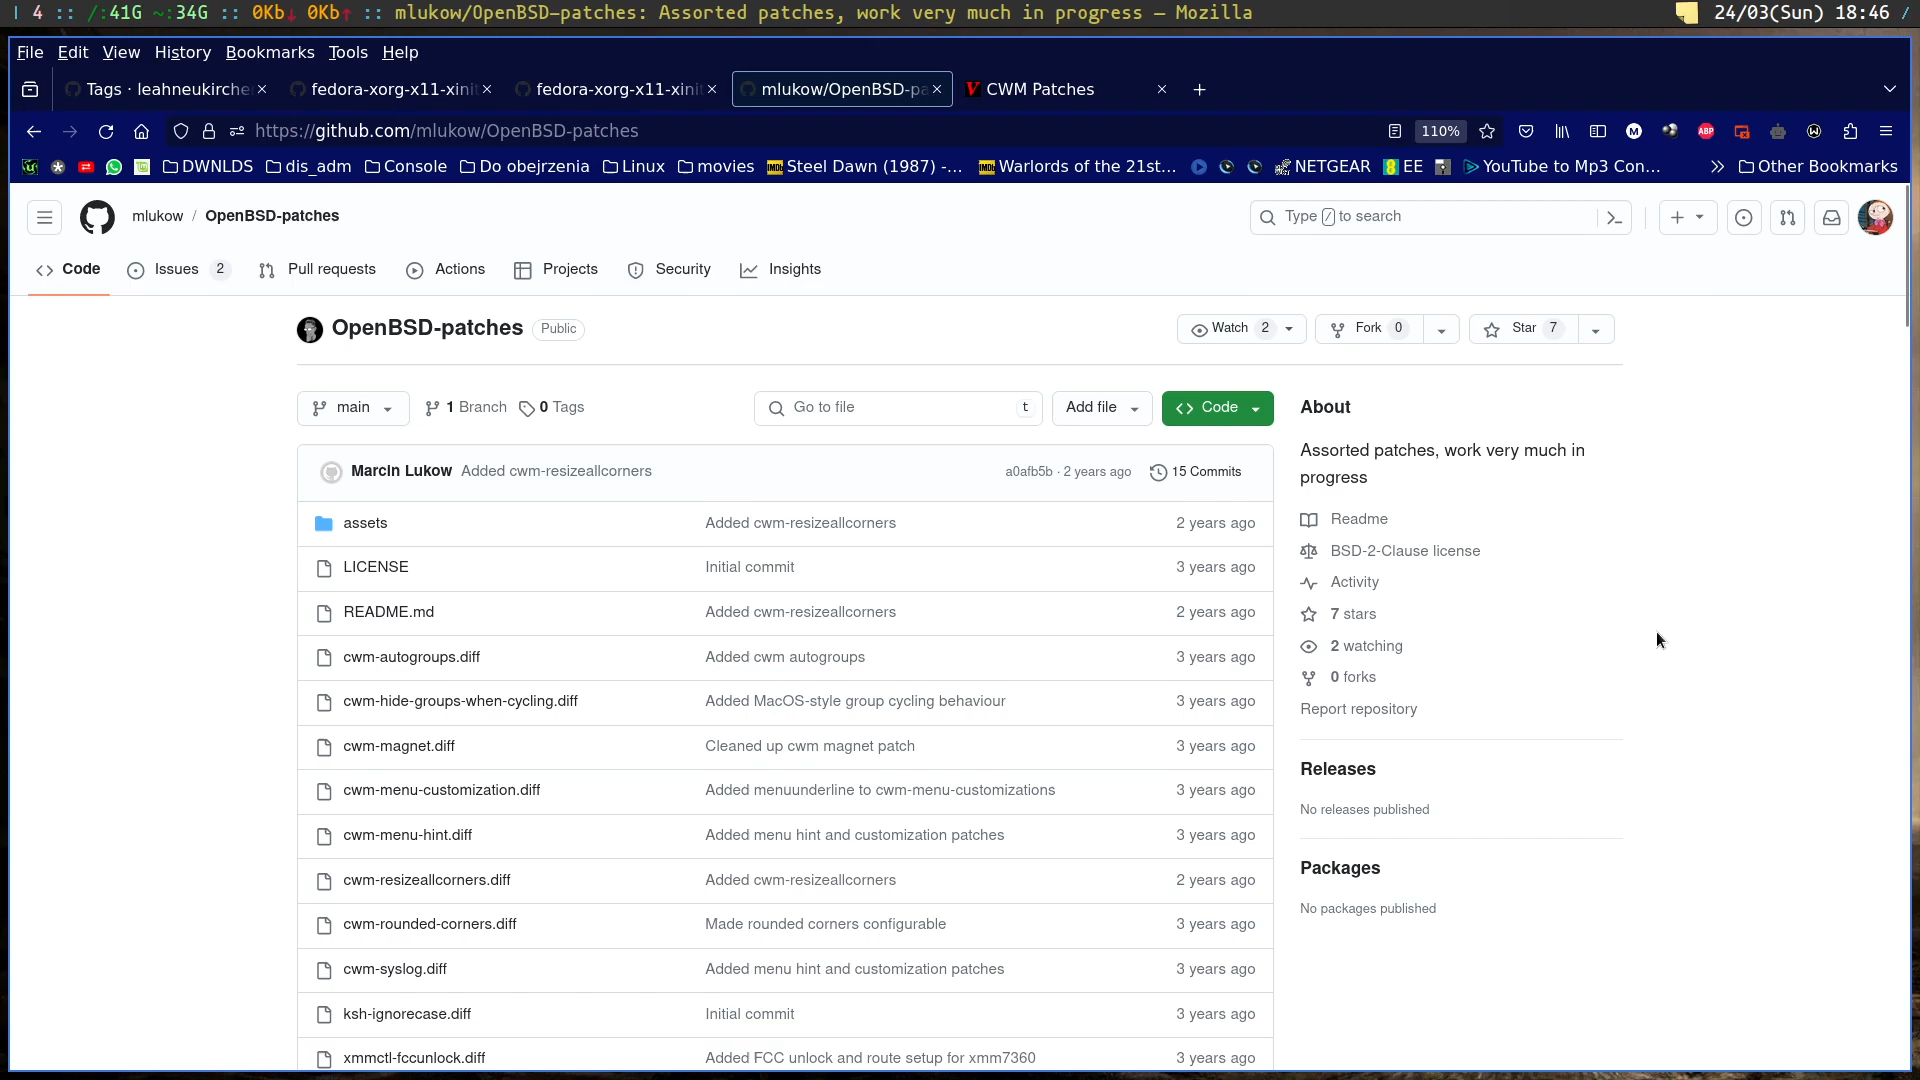 4 :: /:41G ~:34G :: 0Kb↓ 0Kb↑ :: mlukow/OpenBSD-patches: Assorted patches, work very much in progress — Mozilla
24/03(Sun) 18:46 /
File Edit View History Bookmarks Tools Help
Tags · leahneukirche
fedora-xorg-x11-xinit
fedora-xorg-x11-xinit
mlukow/OpenBSD-pa
CWM Patches
https://github.com/mlukow/OpenBSD-patches
110%
DWNLDS dis_adm Console Do obejrzenia Linux movies Steel Dawn (1987) -... Warlords of the 21st... NETGEAR EE YouTube to Mp3 Con... Other Bookmarks
mlukow / OpenBSD-patches
Type / to search
Code
Issues 2
Pull requests
Actions
Projects
Security
Insights
OpenBSD-patches Public
Watch 2
Fork 0
Star 7
main
1 Branch
0 Tags
Go to file t
Add file
Code
Marcin Lukow Added cwm-resizeallcorners a0afb5b · 2 years ago 15 Commits
assets Added cwm-resizeallcorners 2 years ago
LICENSE Initial commit 3 years ago
README.md Added cwm-resizeallcorners 2 years ago
cwm-autogroups.diff Added cwm autogroups 3 years ago
cwm-hide-groups-when-cycling.diff Added MacOS-style group cycling behaviour 3 years ago
cwm-magnet.diff Cleaned up cwm magnet patch 3 years ago
cwm-menu-customization.diff Added menuunderline to cwm-menu-customizations 3 years ago
cwm-menu-hint.diff Added menu hint and customization patches 3 years ago
cwm-resizeallcorners.diff Added cwm-resizeallcorners 2 years ago
cwm-rounded-corners.diff Made rounded corners configurable 3 years ago
cwm-syslog.diff Added menu hint and customization patches 3 years ago
ksh-ignorecase.diff Initial commit 3 years ago
xmmctl-fccunlock.diff Added FCC unlock and route setup for xmm7360 3 years ago
About
Assorted patches, work very much in
progress
Readme
BSD-2-Clause license
Activity
7 stars
2 watching
0 forks
Report repository
Releases
No releases published
Packages
No packages published